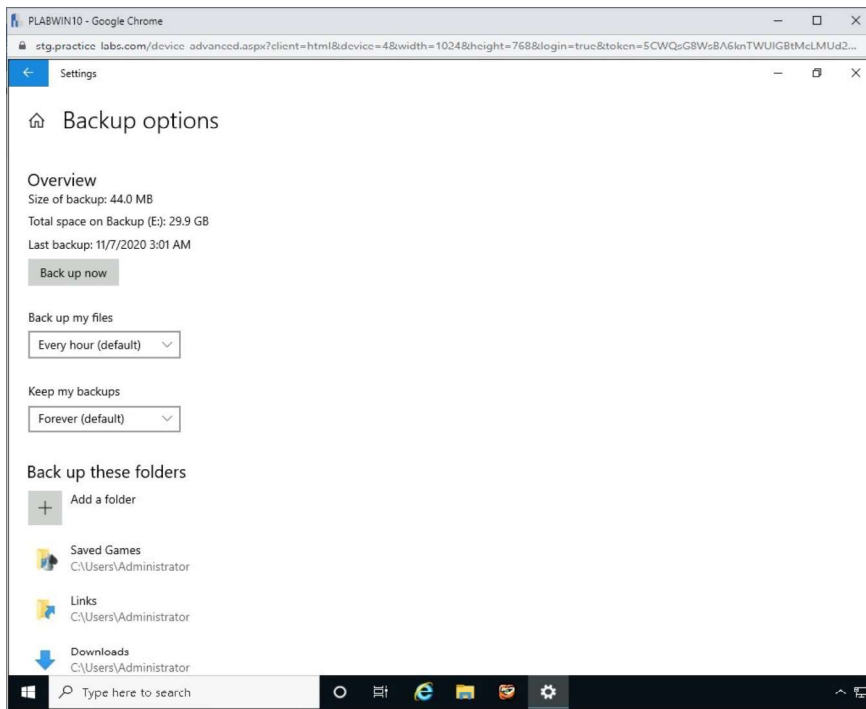 PLABWIN10 - Google Chrome
Settings
Backup options
Overview
Size of backup: 44.0 MB
Total space on Backup (E:): 29.9 GB
Last backup: 11/7/2020 3:01 AM
Back up now
Back up my files
Every hour (default)
Keep my backups
Forever (default)
Back up these folders
Add a folder
Saved Games
C:\Users\Administrator
Links
C:\Users\Administrator
Downloads
C:\Users\Administrator
Type here to search